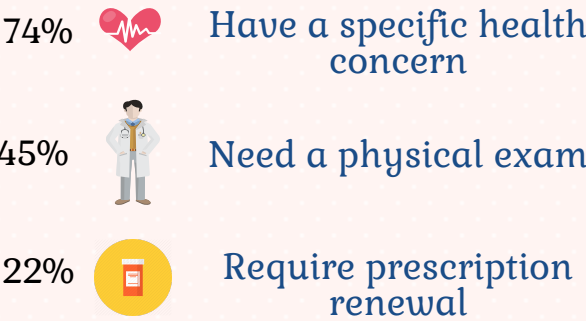 74%
Have a specific health
concern
45%
Need a physical exam
22%
Require prescription
renewal